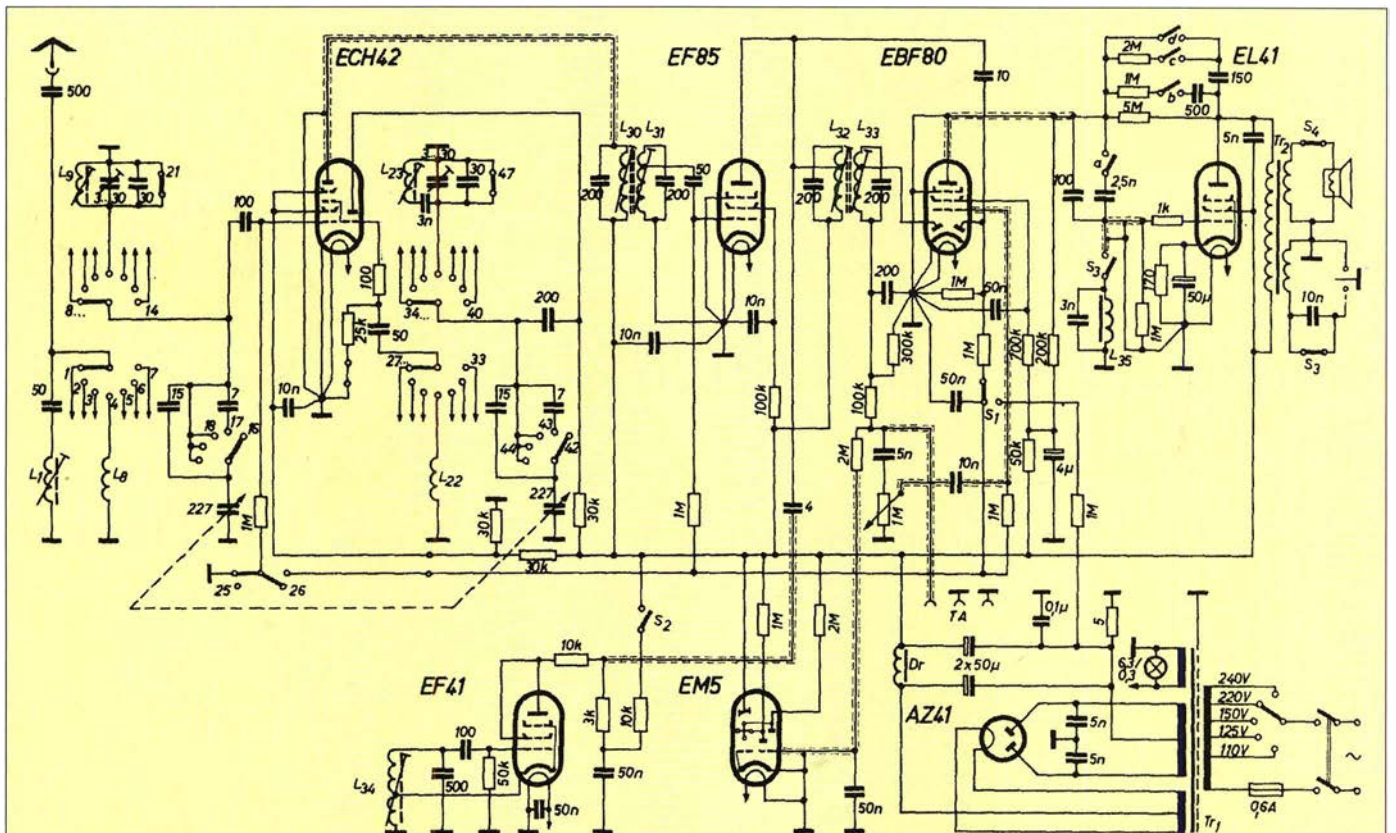 ECH42
EF85
EBF80
EL41
500
10
2M
d
c
150
1M
b
500
5M
5n
Tr2
S4
L9
3...30
30
21
L23
3...30
30
47
3n
L30
L31
200
200
50
L32
L33
200
200
100
a
2,5n
100
1k
8...
14
100
34...
40
200
25k
50
10n
10n
200
1M
50n
S3
3n
L35
170
50µ
1M
10n
S3
300k
1M
700k
200k
1
2
3
4
5
6
7
27...
33
50
15
7
10n
15
7
100k
100k
50n
S1
L1
L8
18
17
16
L22
44
43
42
2M
5n
10n
50k
4µ
227
1M
30k
227
30k
1M
4
1M
1M
1M
30k
25
26
S2
1M
2M
TA
0,1µ
5
10k
EF41
EM5
Dr
2x50µ
6,3/
0,3
240V
220V
150V
125V
110V
3k
10k
AZ41
5n
5n
100
L34
500
50k
50n
50n
50n
0,6A
Tr1